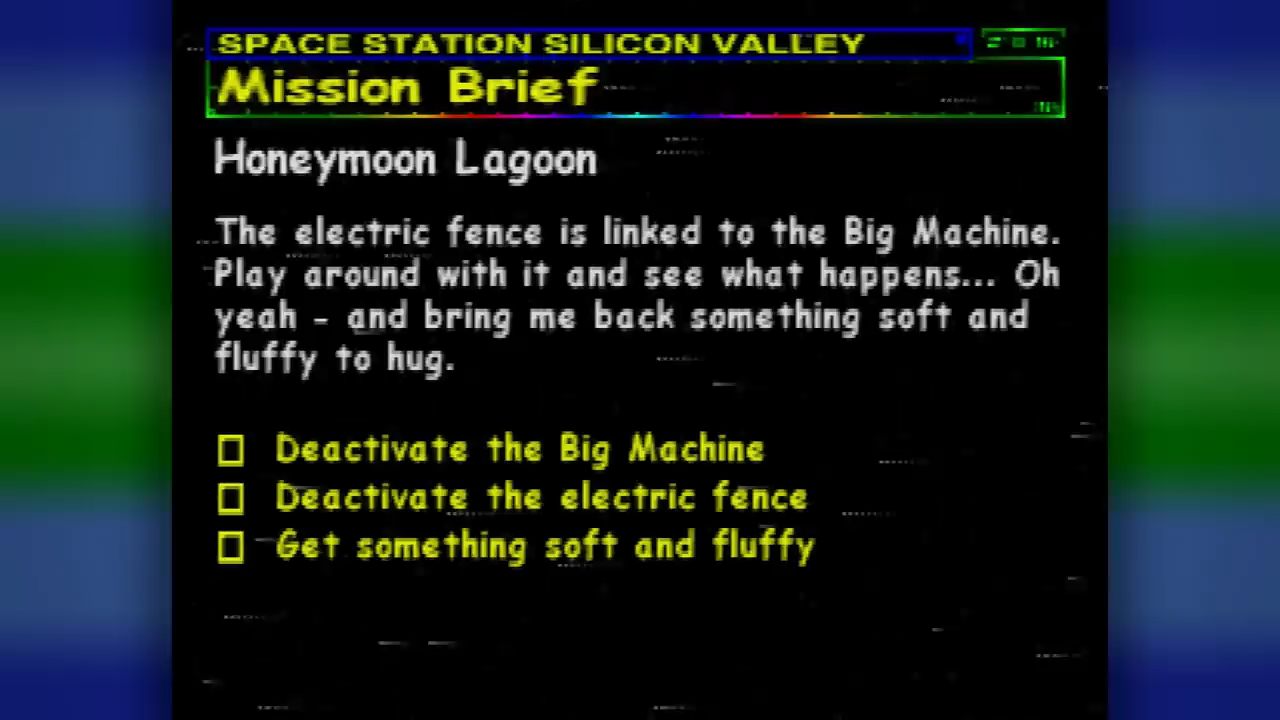 SPACE STATION SILICON VALLEY
Mission Brief
Honeymoon Lagoon
The electric fence is linked to the Big Machine.
Play around with it and see what happens... Oh
yeah - and bring me back something soft and
fluffy to hug.
Deactivate the Big Machine
Deactivate the electric fence
Get something soft and fluffy